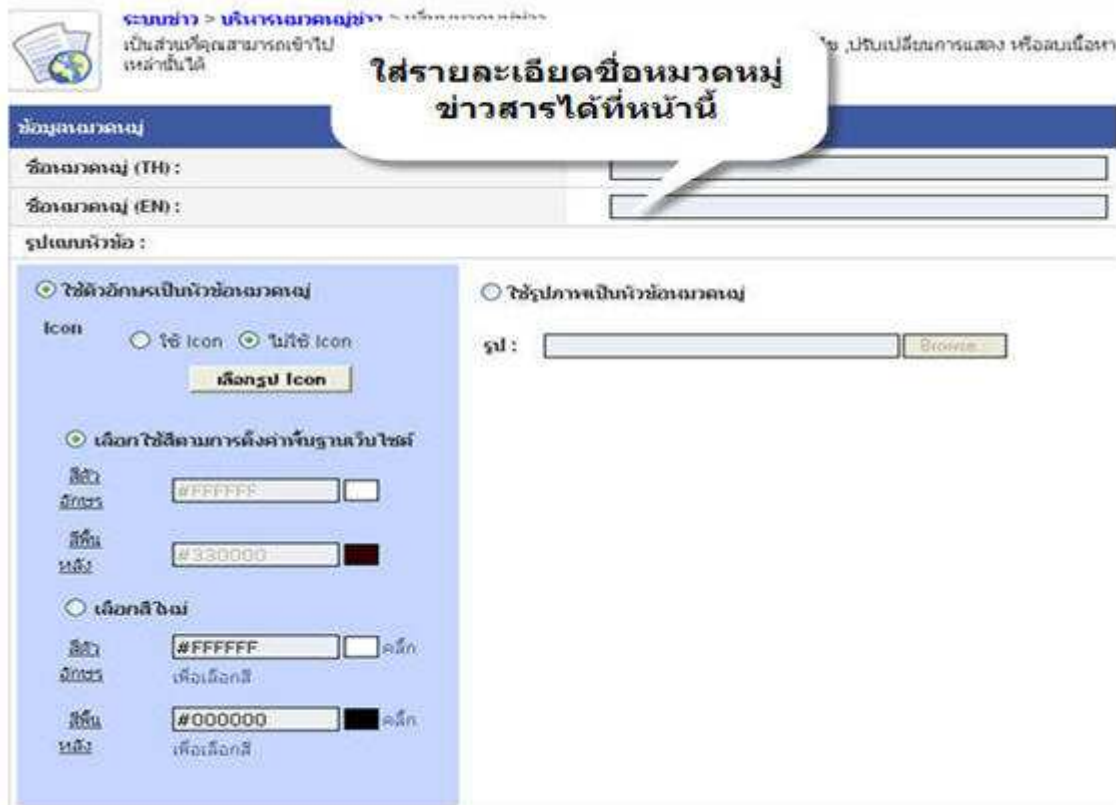 ระบบข่าว > บริหารหมวดหมู่ข่าว >
เป็นส่วนที่คุณสามารถเข้าไป ,ปรับเปลี่ยนการแสดง หรือลบเนื้อหา
เหล่านั้นได้
ใส่รายละเอียดชื่อหมวดหมู่
ข่าวสารได้ที่หน้านี้
ข้อมูลหมวดหมู่
ชื่อหมวดหมู่ (TH) :
ชื่อหมวดหมู่ (EN) :
รูปแบบหัวข้อ :
ใช้ตัวอักษรเป็นหัวข้อหมวดหมู่
ใช้รูปภาพเป็นหัวข้อหมวดหมู่
Icon
ใช้ Icon ไม่ใช้ Icon
รูป : Browse...
เลือกรูป Icon
เลือกใช้สีตามการตั้งค่าพื้นฐานเว็บไซต์
สีตัว
อักษร
#FFFFFF
สีพื้น
หลัง
#330000
เลือกสีใหม่
สีตัว
อักษร
#FFFFFF คลิ๊ก
เพื่อเลือกสี
สีพื้น
หลัง
#000000 คลิ๊ก
เพื่อเลือกสี